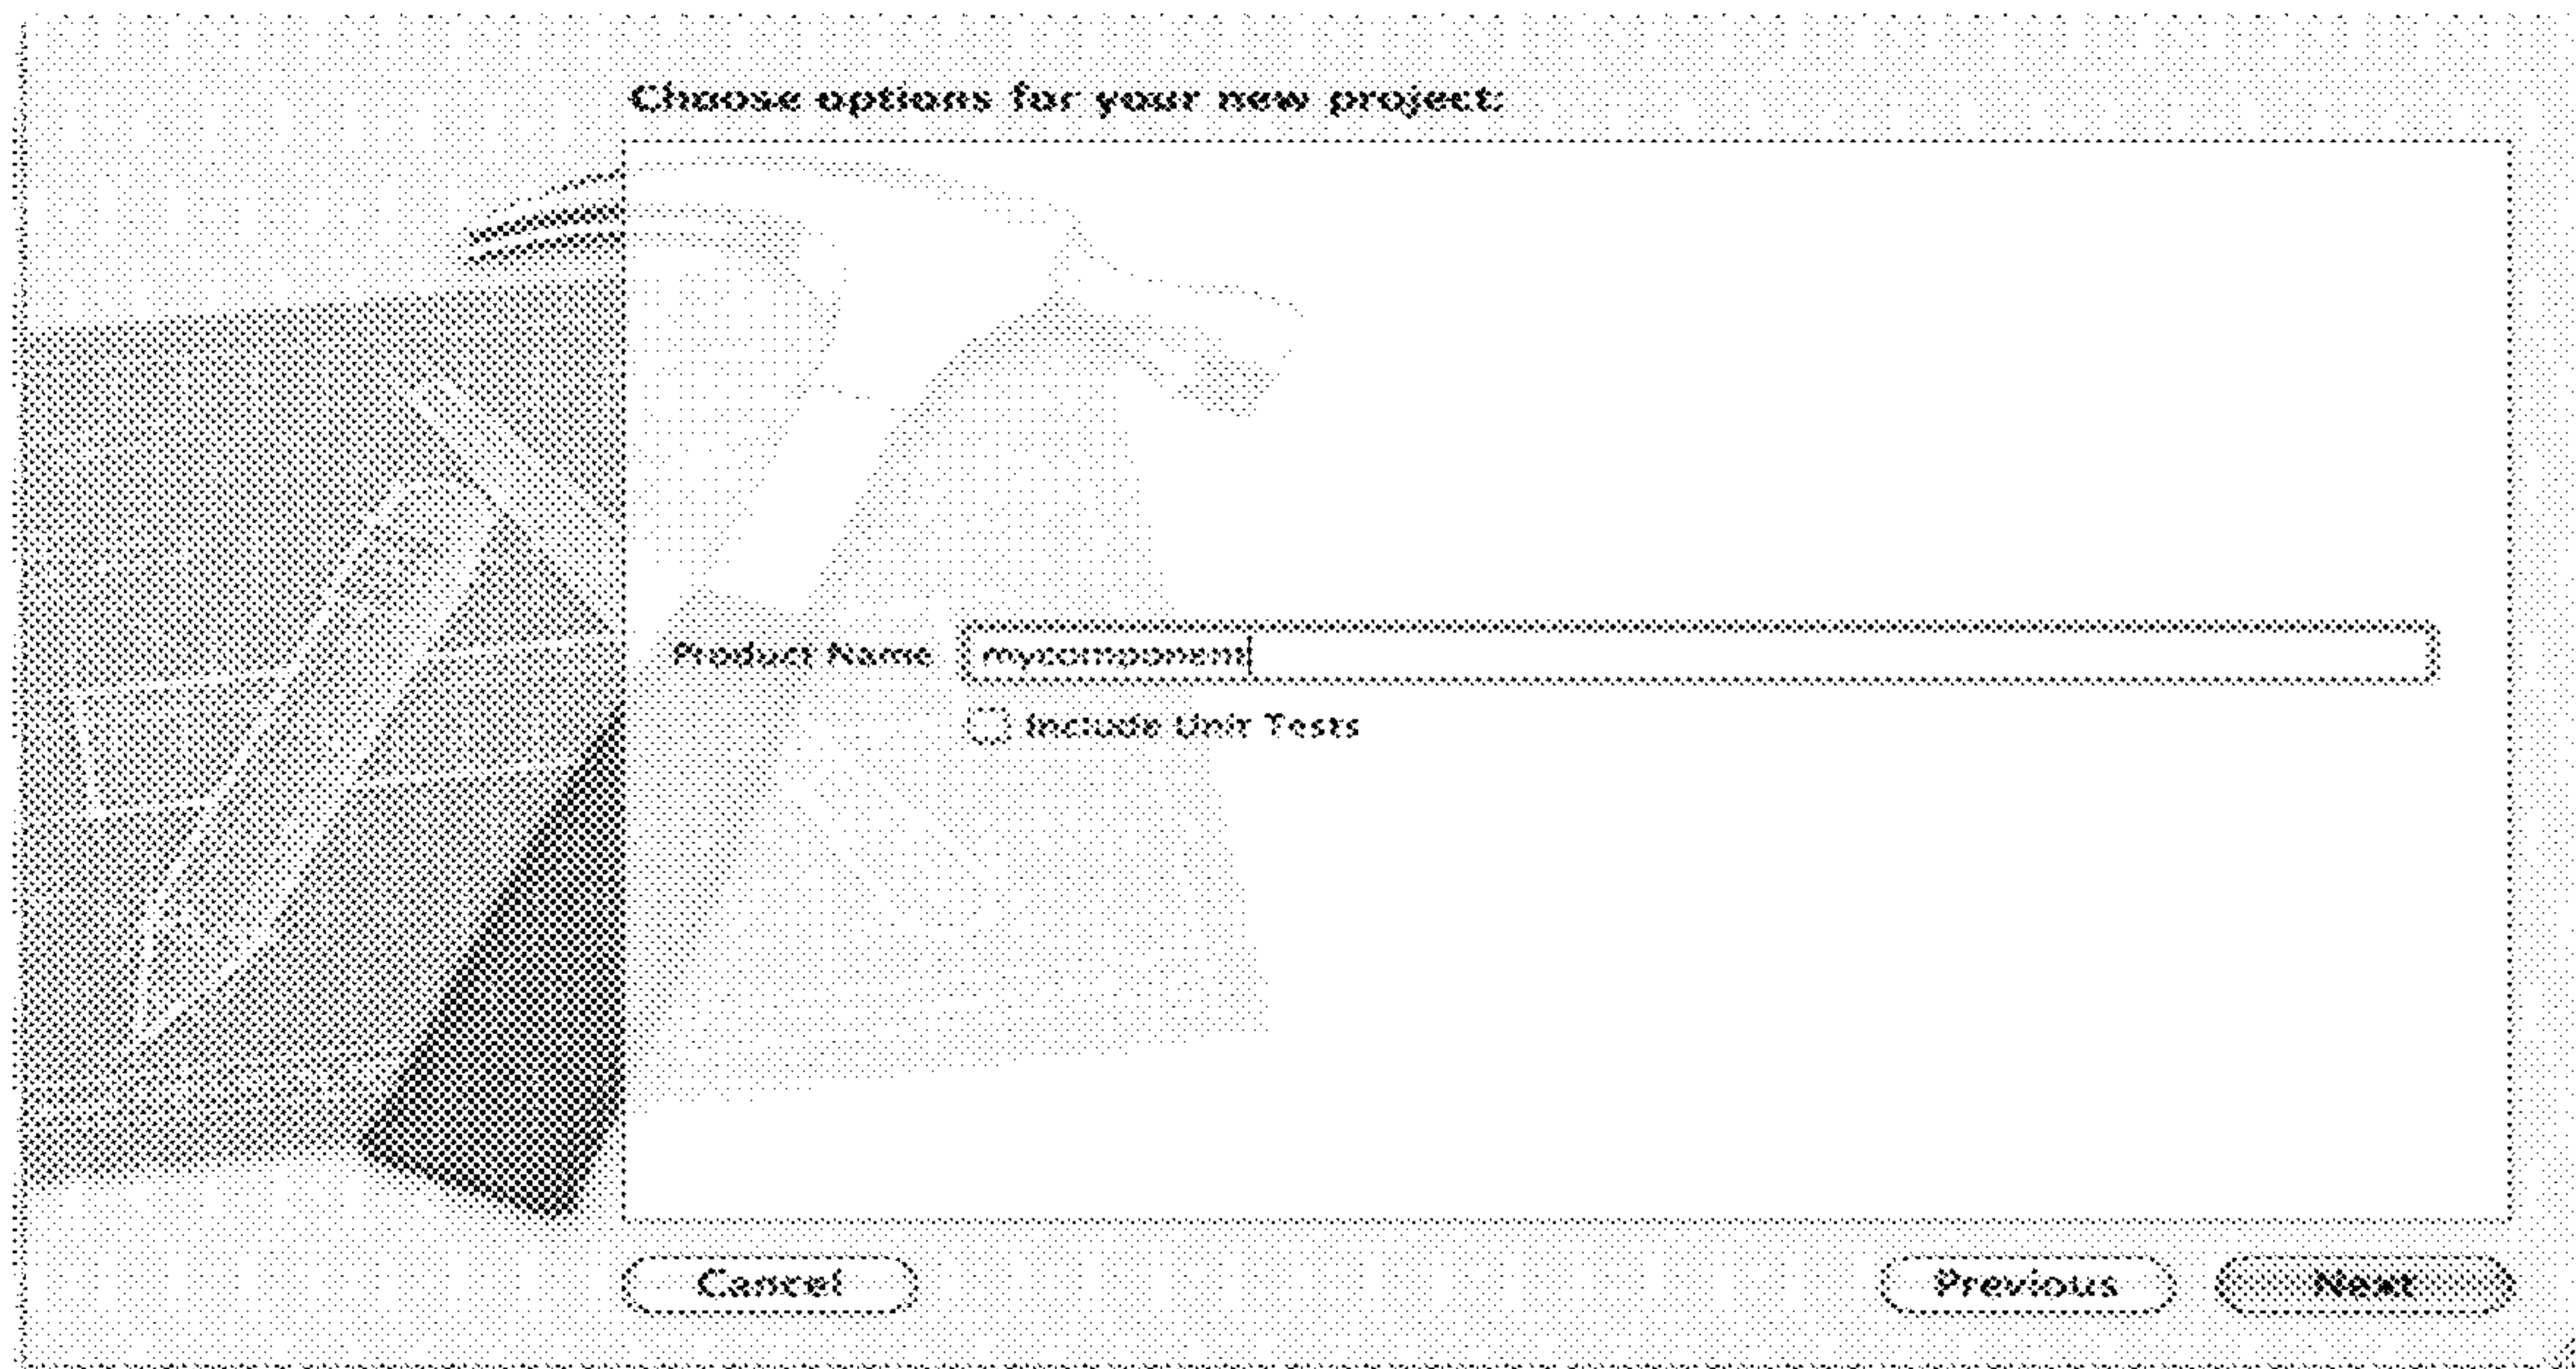 Choose options for your new project:
Product Name mycomponent
Include Unit Tests
Cancel Previous Next